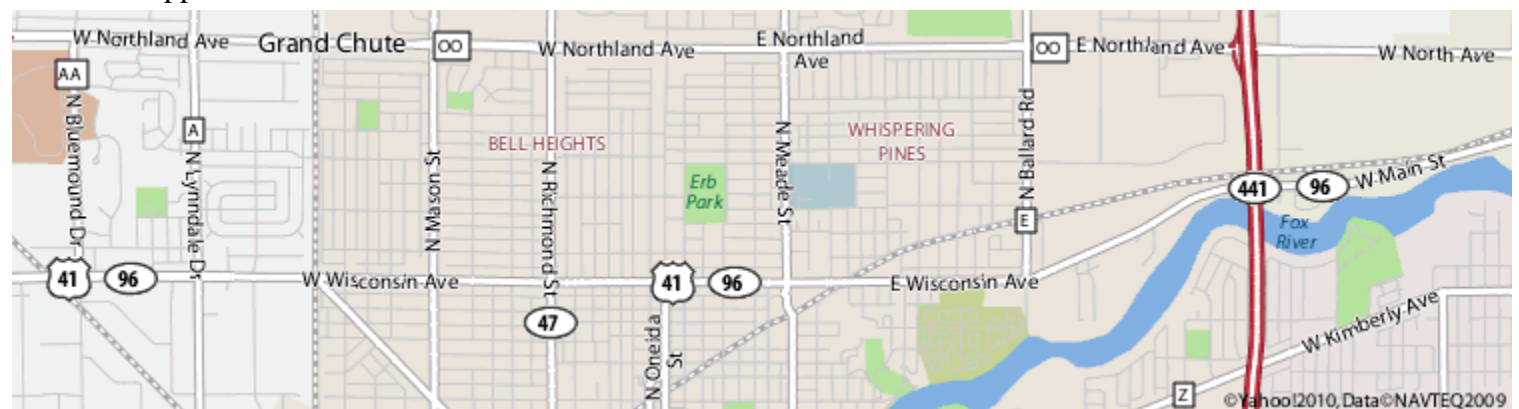 W Northland Ave
Grand Chute
OO
W Northland Ave
E Northland
Ave
OO
E Northland Ave
W North Ave
AA
N Bluemound Dr
A
N Lynndale Dr
N Mason St
BELL HEIGHTS
N Richmond St
Erb
Park
N Meade St
WHISPERING
PINES
N Ballard Rd
E
441
96
W Main St
Fox
River
41
96
W Wisconsin Ave
41
96
E Wisconsin Ave
47
N Oneida
St
W Kimberly Ave
Z
©Yahoo!2010,Data©NAVTEQ2009